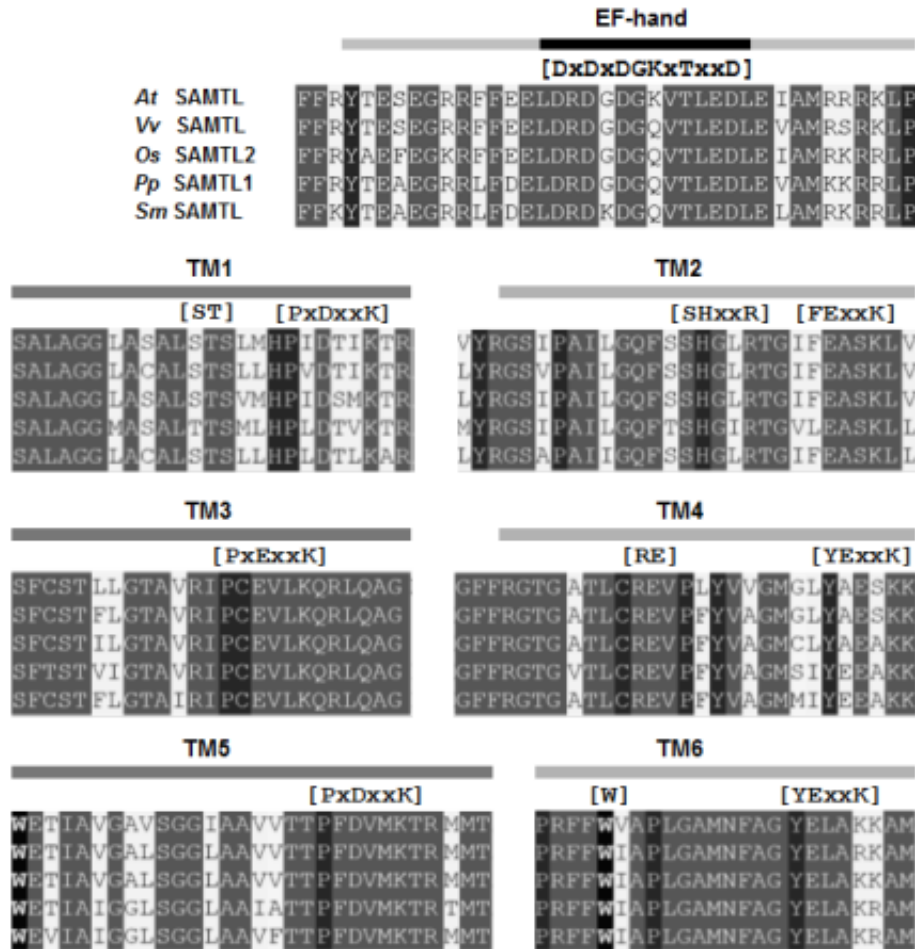 EF-hand
[DxDxDGKxTxxD]
At SAMTL FFRYTESEGRRFFEELDRDGDGKVTLEDLEIAMRRRKLP
Vv SAMTL FFRYTESEGRRFFEELDRDGDGQVTLEDLEVAMRSRKLP
Os SAMTL2 FFRYAEFEGKRFFEELDRDGDGQVTLEDLEIAMRKRRLP
Pp SAMTL1 FFRYTEAEGRRLFDELDRDGDGQVTLEDLEVAMKKRRLP
Sm SAMTL FFKYTEAEGRRLFDELDRDKDGQVTLEDLELAMRKRRLP
TM1
[ST] [PxDxxK]
SALAGGLASALSTSLMHPIDTIKTR
SALAGGLACALSTSLLHPVDTIKTR
SALAGGLASALSTSVMHPIDSMKTR
SALAGGMASALTTSMLHPLDTVKTR
SALAGGLACALSTSLLHPLDTLKAR
TM2
[SHxxR] [FExxK]
VYRGSIPAILGQFSSHGLRTGIFEASKLV
LYRGSVPAILGQFSSHGLRTGIFEASKLV
LYRGSIPAILGQFSSHGLRTGIFEASKLV
MYRGSIPAILGQFTSHGIRTGVLEASKLL
LYRGSAPAIIGQFSSHGLRTGIFEASKLL
TM3
[PxExxK]
SFCSTLLGTAVRIPCEVLKQRLQAG
SFCSTFLGTAVRIPCEVLKQRLQAG
SFCSTILGTAVRIPCEVLKQRLQAG
SFTSTVIGTAVRIPCEVLKQRLQAG
SFCSTFLGTAIRIPCEVLKQRLQAG
TM4
[RE] [YExxK]
GFFRGTGATLCREVPLYVVGMGLYAESKK
GFFRGTGATLCREVPFYVAGMGLYAESKK
GFFRGTGATLCREVPFYVAGMCLYAESKK
GFFRGTGVTLCREVPFYVAGMSIYEEAKK
GFFRGTGATLCREVPFYVAGMMIYEEAKK
TM5
[PxDxxK]
WETIAVGAVSGGIAAVVTTPFDVMKTRMMT
WETIAVGALSGGLAAVVTTPFDVMKTRMMT
WETIAVGALSGGLAAVVTTPFDVMKTRMMT
WETIAIGGLSGGLAAIATTPFDVMKTRTMT
WEVIAIGGLSGGLAAVFTTPFDVMKTRMMT
TM6
[W] [YExxK]
PRFFWVAPLGAMNFAGYELAKKAM
PRFFWIAPLGAMNFAGYELARKAM
PRFFWIAPLGAMNFAGYELAKKAM
PRFFWIAPLGAMNFAGYELAKRAM
PRFFWIAPLGAMNFAGYELAKRAM